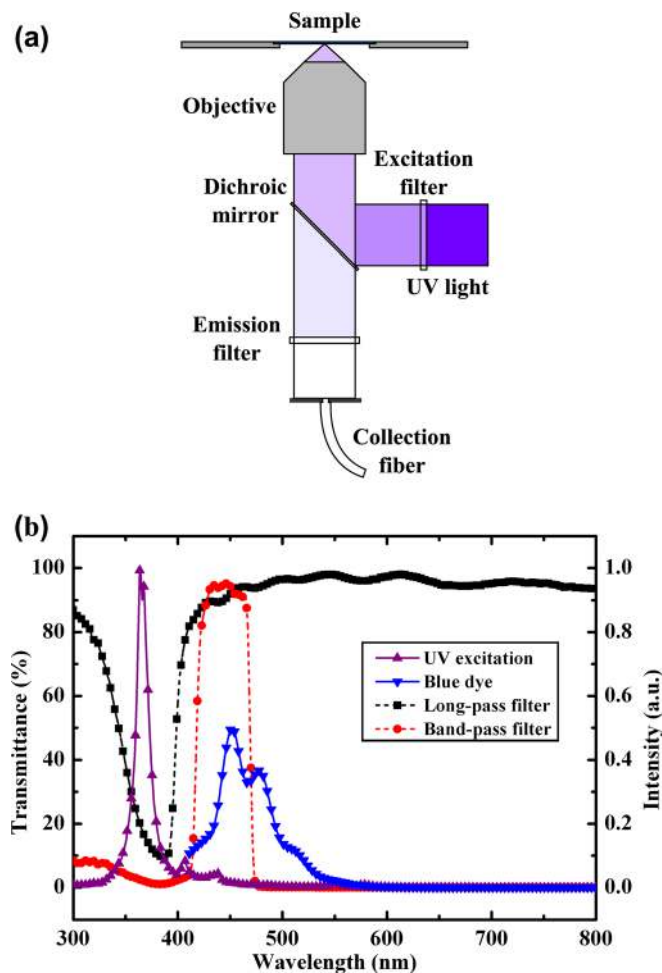 (a)
Sample
Objective
Excitation
filter
Dichroic
mirror
UV light
Emission
filter
Collection
fiber
(b)
100
80
60
40
20
0
Transmittance (%)
1.0
0.8
0.6
0.4
0.2
0.0
Intensity (a.u.)
UV excitation
Blue dye
Long-pass filter
Band-pass filter
300 400 500 600 700 800
Wavelength (nm)